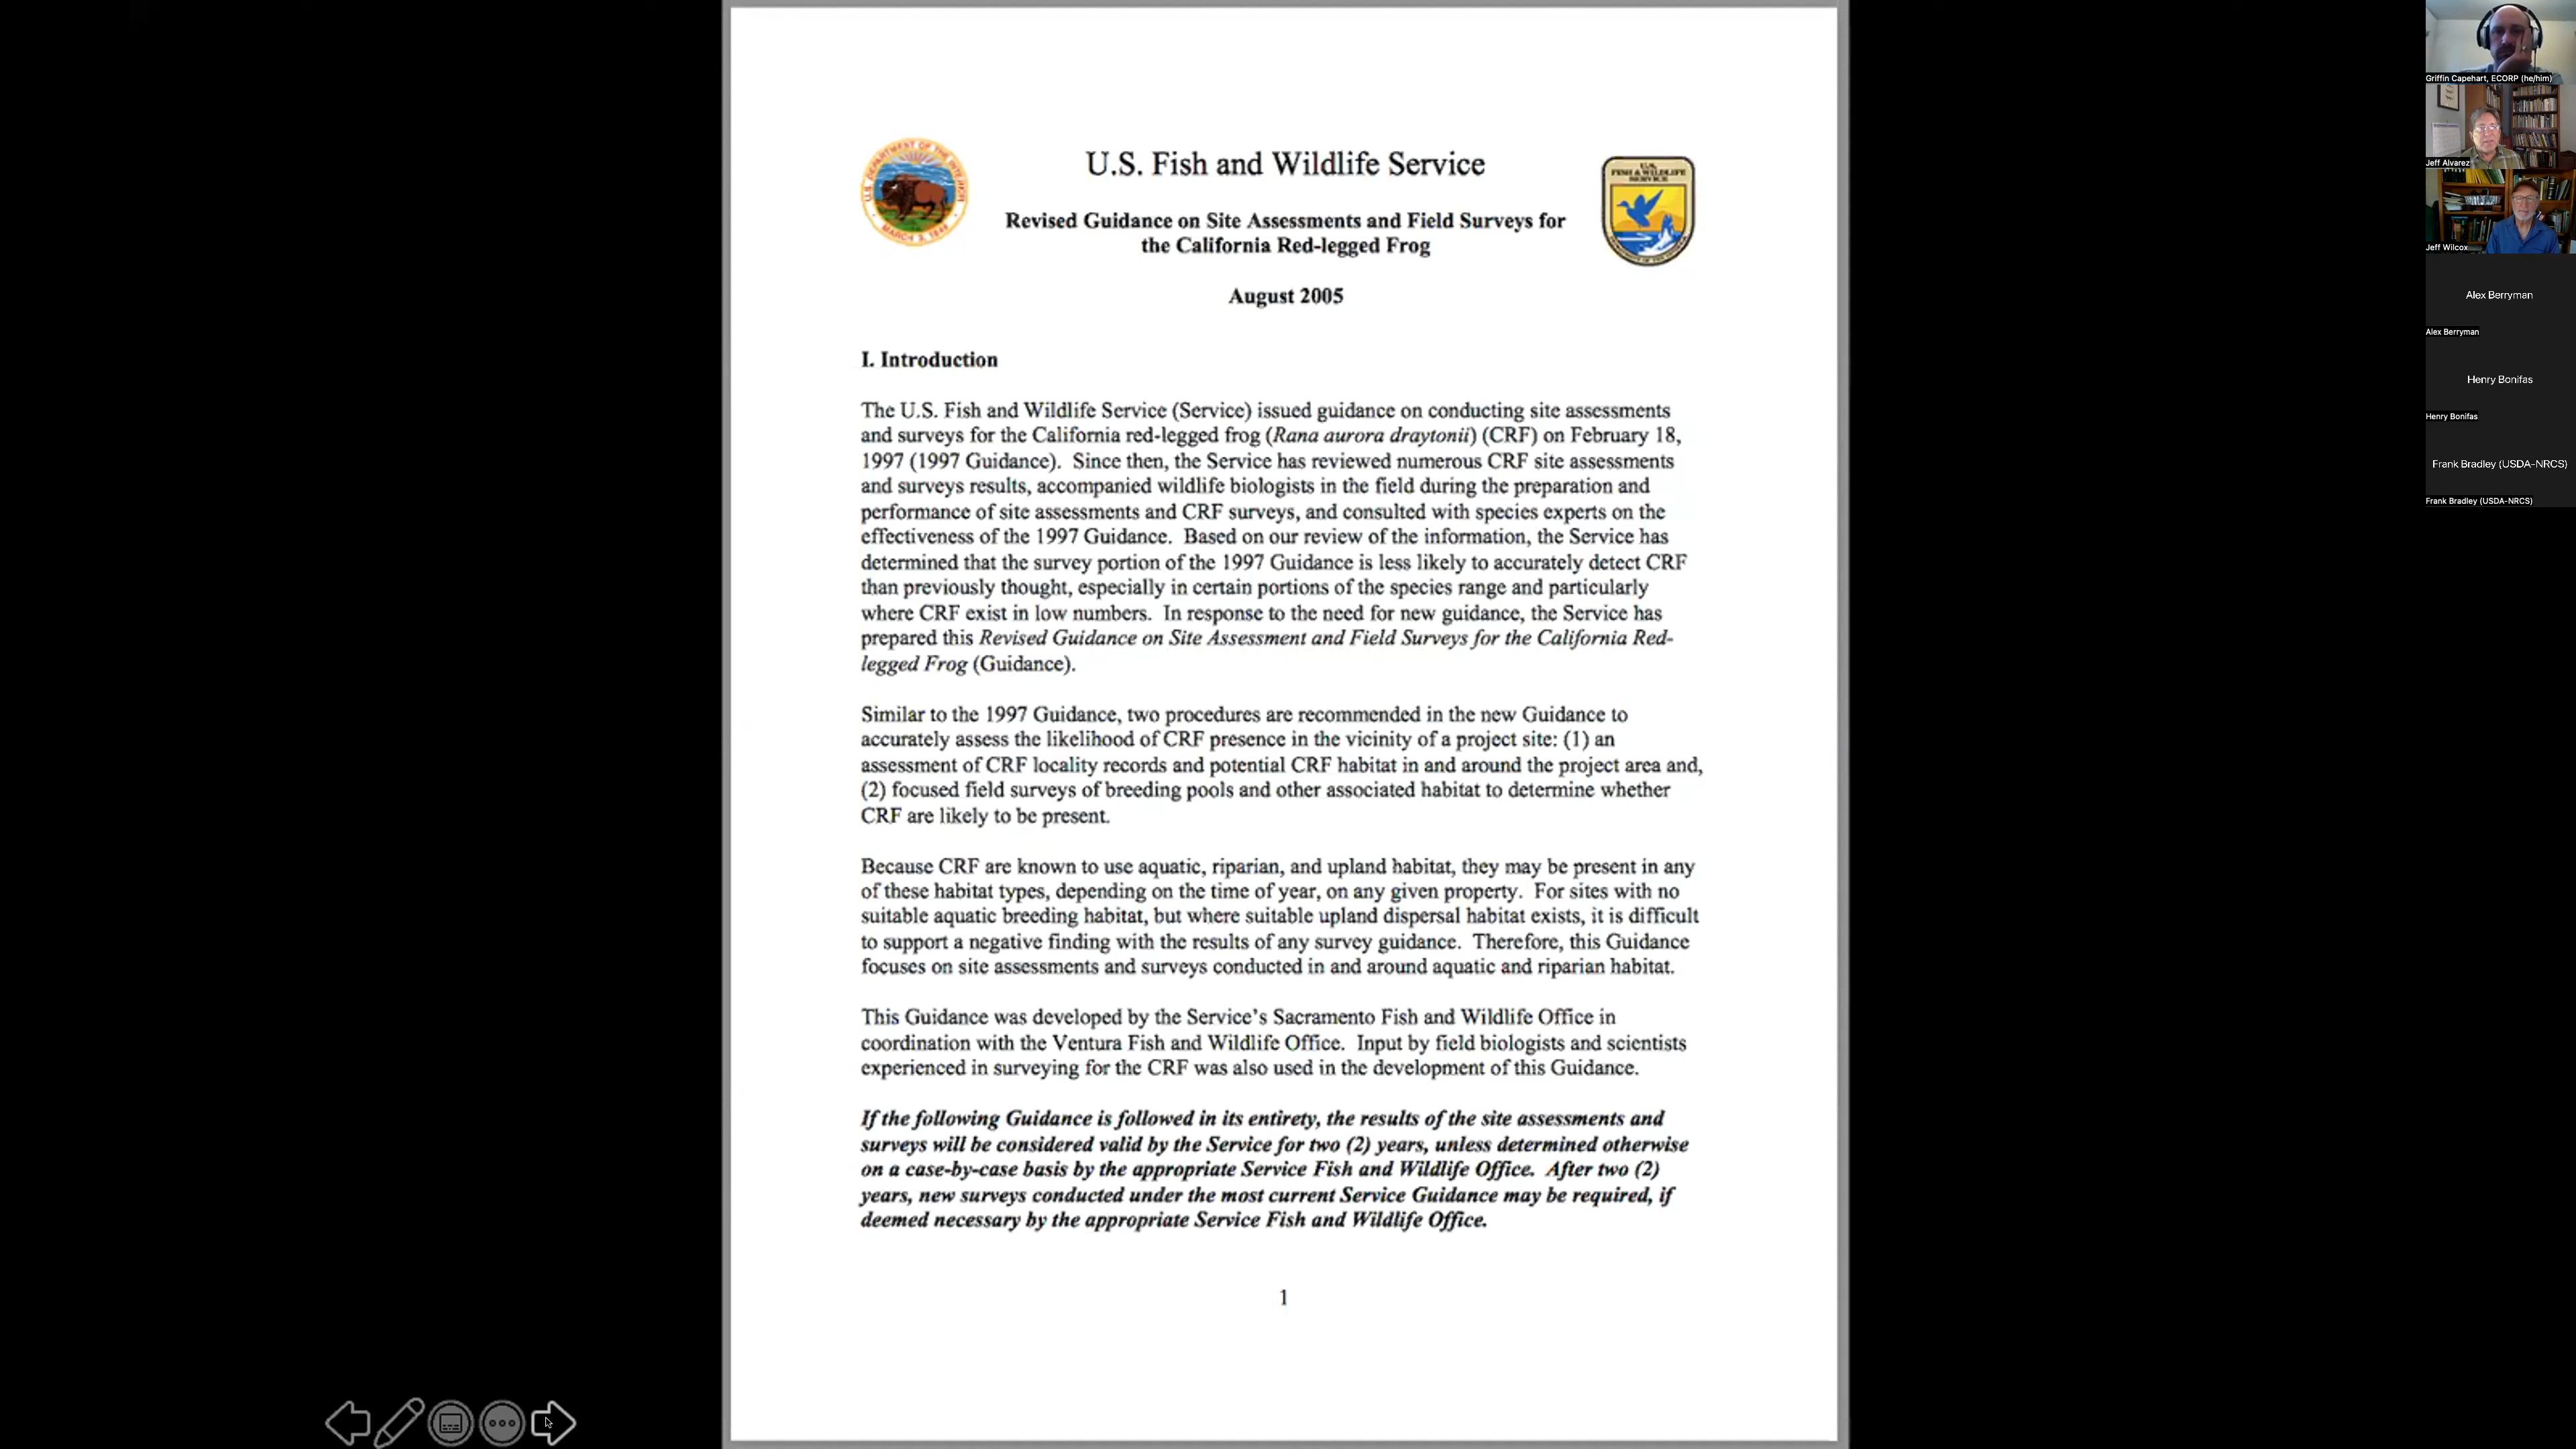 U.S. Fish and Wildlife Service
Revised Guidance on Site Assessments and Field Surveys for
the California Red-legged Frog
August 2005
U.S. DEPARTMENT OF THE INTERIOR
MARCH 3, 1849
U.S.
FISH & WILDLIFE
SERVICE
I. Introduction
The U.S. Fish and Wildlife Service (Service) issued guidance on conducting site assessments
and surveys for the California red-legged frog (Rana aurora draytonii) (CRF) on February 18,
1997 (1997 Guidance). Since then, the Service has reviewed numerous CRF site assessments
and surveys results, accompanied wildlife biologists in the field during the preparation and
performance of site assessments and CRF surveys, and consulted with species experts on the
effectiveness of the 1997 Guidance. Based on our review of the information, the Service has
determined that the survey portion of the 1997 Guidance is less likely to accurately detect CRF
than previously thought, especially in certain portions of the species range and particularly
where CRF exist in low numbers. In response to the need for new guidance, the Service has
prepared this Revised Guidance on Site Assessment and Field Surveys for the California Red-
legged Frog (Guidance).
Similar to the 1997 Guidance, two procedures are recommended in the new Guidance to
accurately assess the likelihood of CRF presence in the vicinity of a project site: (1) an
assessment of CRF locality records and potential CRF habitat in and around the project area and,
(2) focused field surveys of breeding pools and other associated habitat to determine whether
CRF are likely to be present.
Because CRF are known to use aquatic, riparian, and upland habitat, they may be present in any
of these habitat types, depending on the time of year, on any given property. For sites with no
suitable aquatic breeding habitat, but where suitable upland dispersal habitat exists, it is difficult
to support a negative finding with the results of any survey guidance. Therefore, this Guidance
focuses on site assessments and surveys conducted in and around aquatic and riparian habitat.
This Guidance was developed by the Service's Sacramento Fish and Wildlife Office in
coordination with the Ventura Fish and Wildlife Office. Input by field biologists and scientists
experienced in surveying for the CRF was also used in the development of this Guidance.
If the following Guidance is followed in its entirety, the results of the site assessments and
surveys will be considered valid by the Service for two (2) years, unless determined otherwise
on a case-by-case basis by the appropriate Service Fish and Wildlife Office. After two (2)
years, new surveys conducted under the most current Service Guidance may be required, if
deemed necessary by the appropriate Service Fish and Wildlife Office.
1
Griffin Capehart, ECORP (he/him)
Jeff Alvarez
Jeff Wilcox
Alex Berryman
Alex Berryman
Henry Bonifas
Henry Bonifas
Frank Bradley (USDA-NRCS)
Frank Bradley (USDA-NRCS)